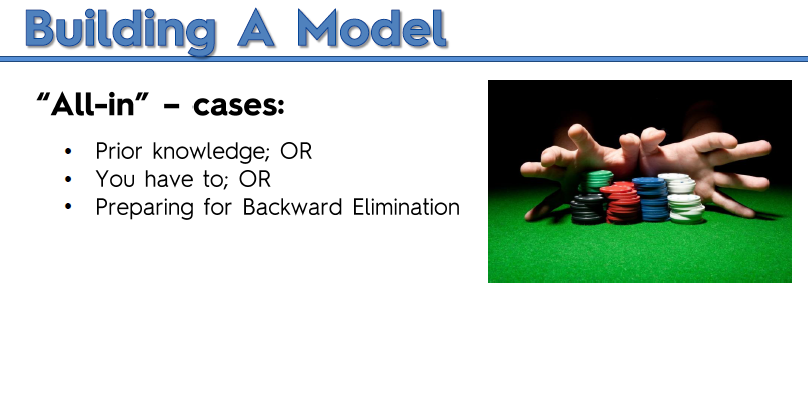 Building A Model
“All-in” – cases:
• Prior knowledge; OR
• You have to; OR
• Preparing for Backward Elimination